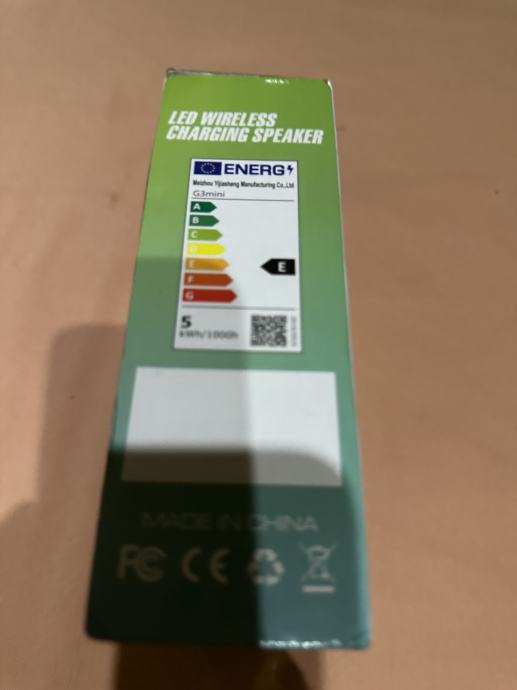 LED WIRELESS
CHARGING SPEAKER
ENERG
Meizhou Yijiasheng Manufacturing Co.,Ltd
G3mini
A
B
C
D
E
E
F
G
5
kWh/1000h
MADE IN CHINA
FC CE